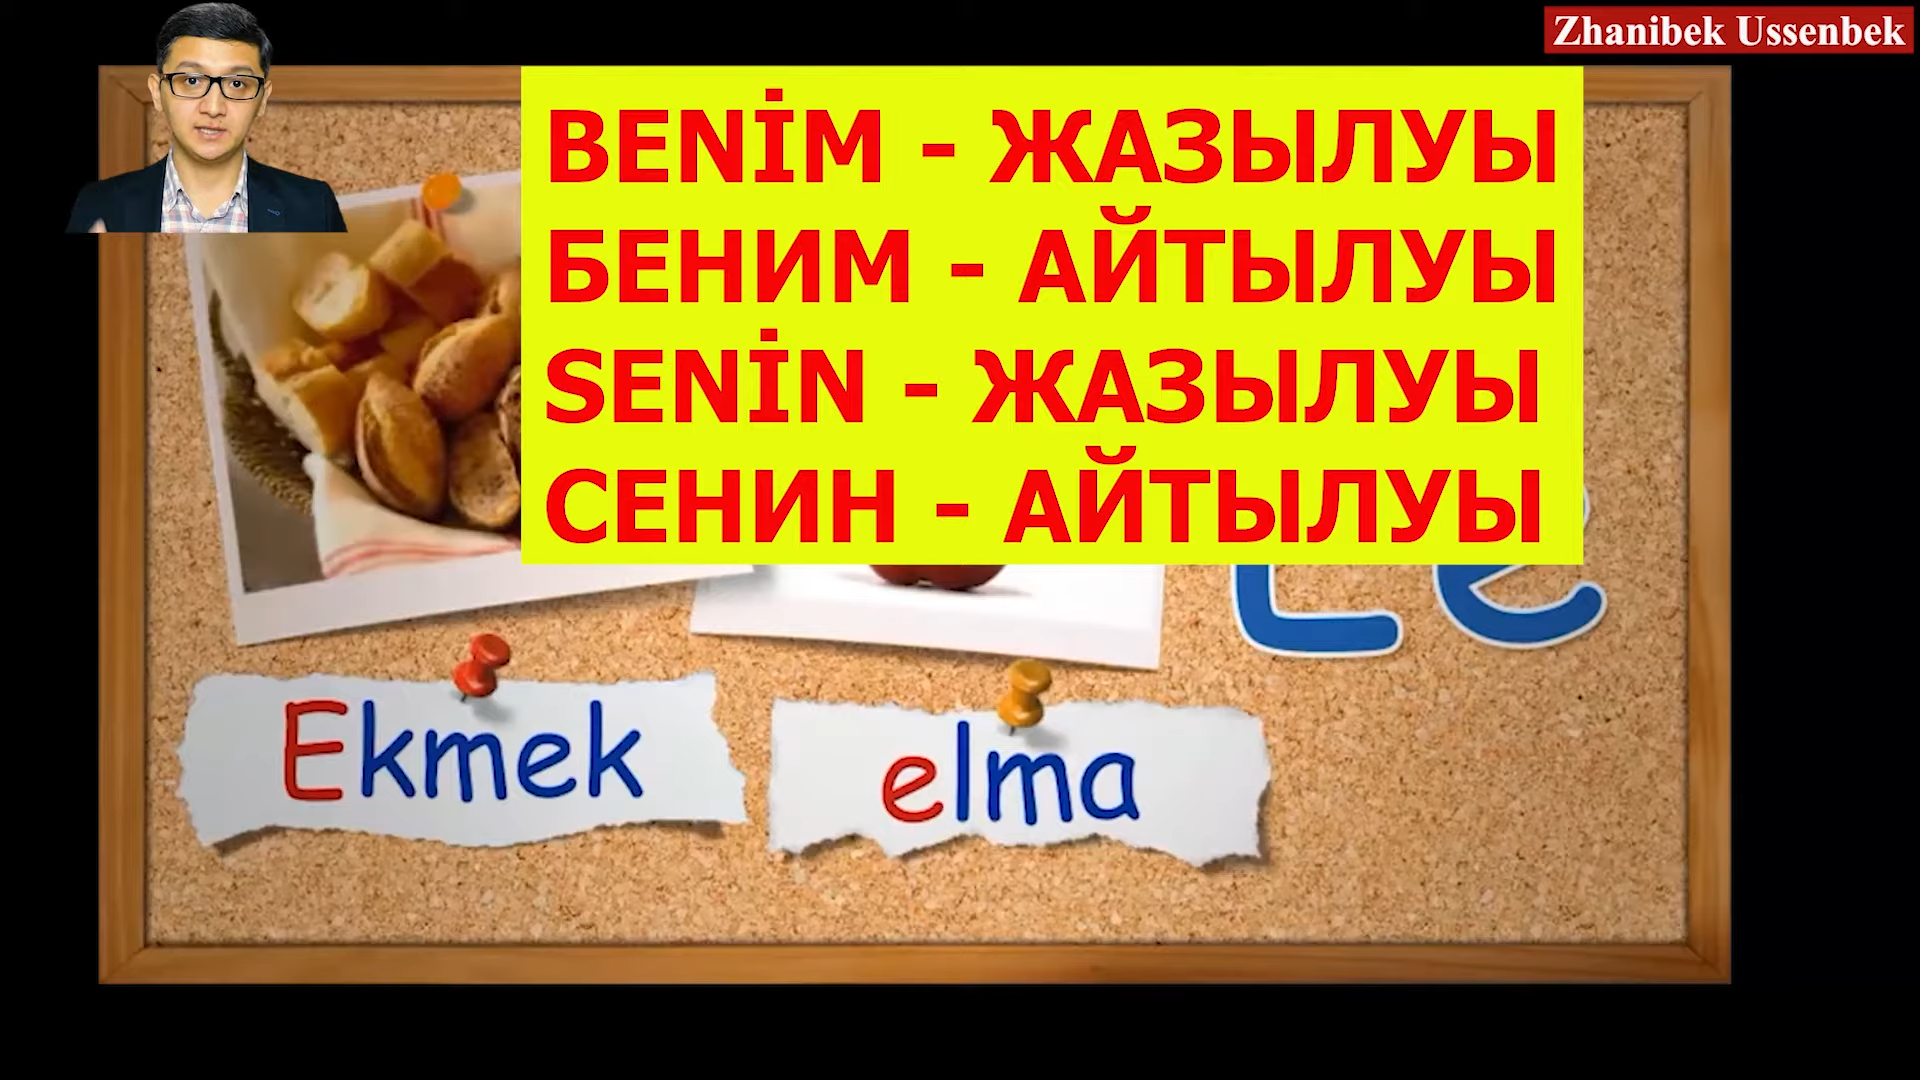 Zhanibek Ussenbek
BENİM - ЖАЗЫЛУЫ
БЕНИМ - АЙТЫЛУЫ
SENİN - ЖАЗЫЛУЫ
СЕНИН - АЙТЫЛУЫ
Ekmek
elma